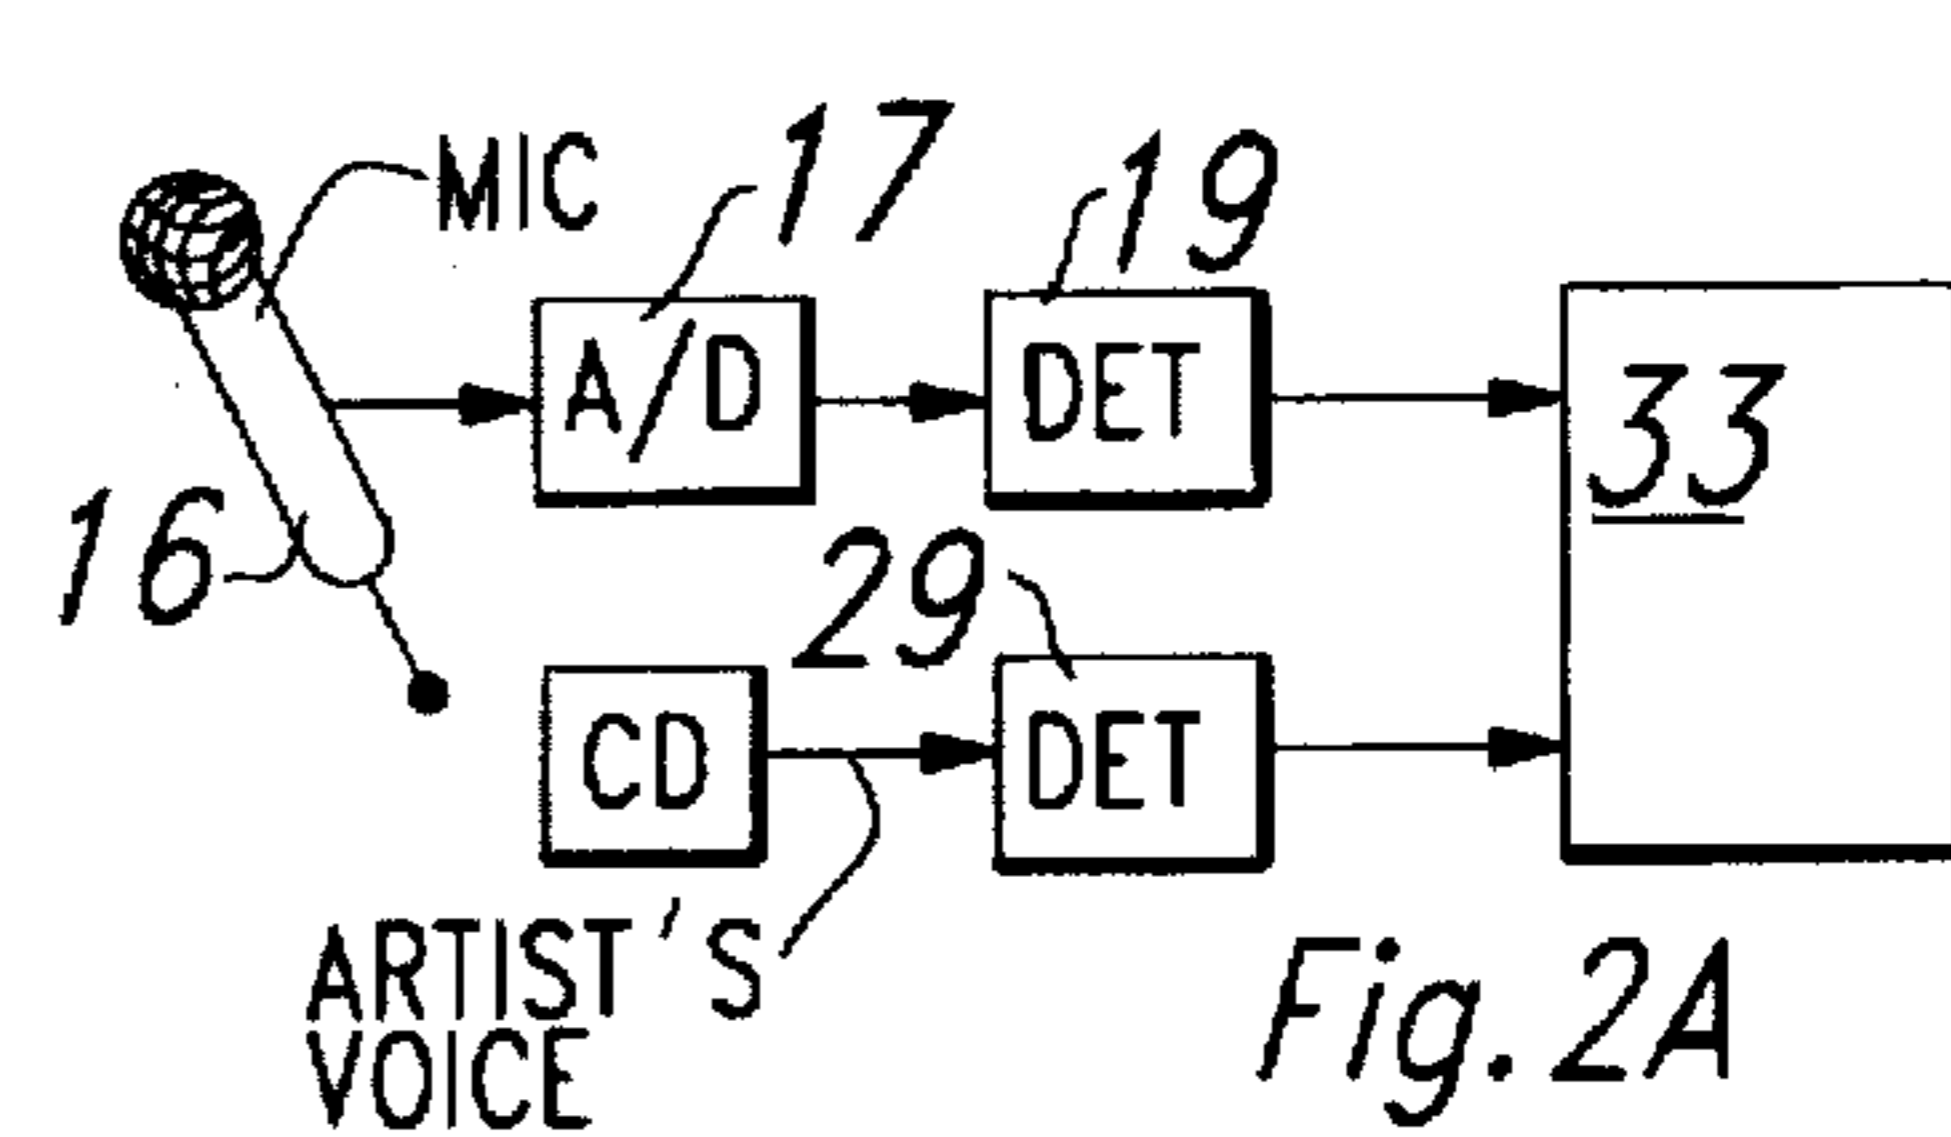 MIC
17
19
A/D
DET
33
16
29
CD
DET
ARTIST'S
VOICE
Fig. 2A